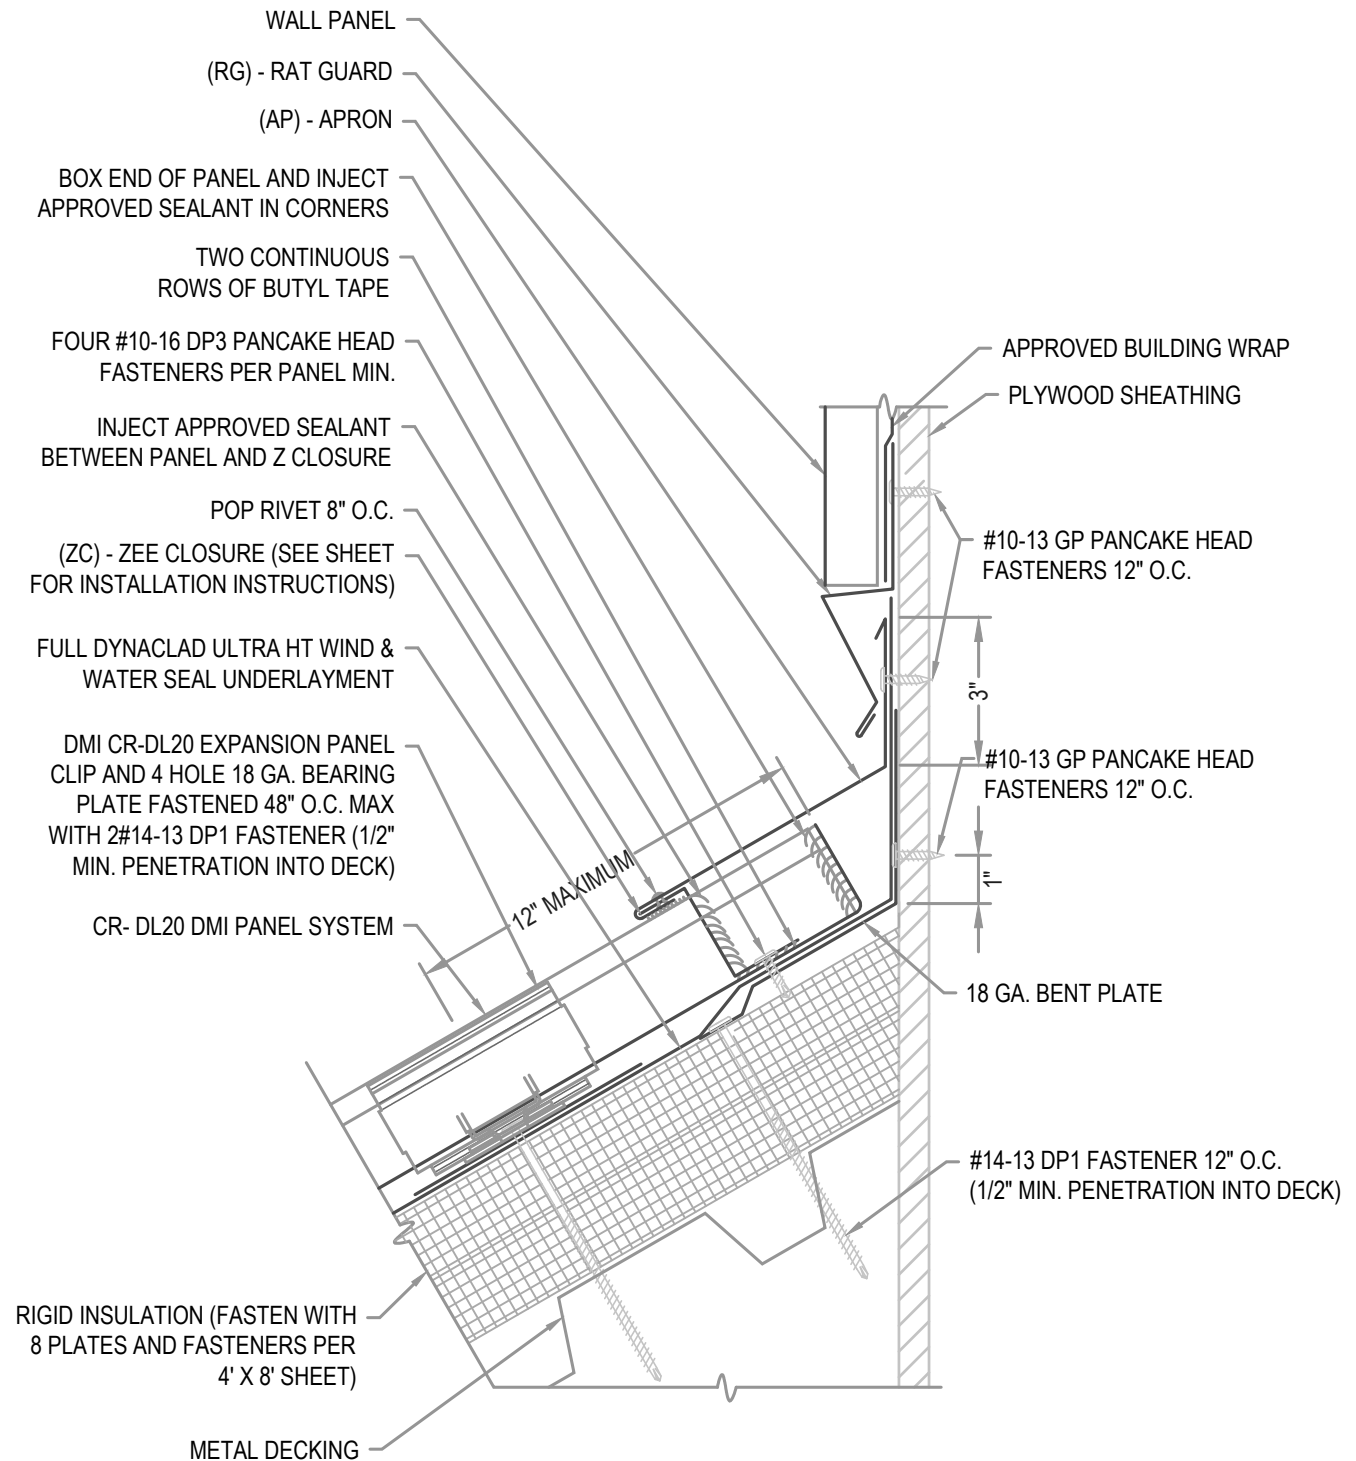 WALL PANEL
(RG) - RAT GUARD
(AP) - APRON
BOX END OF PANEL AND INJECT
APPROVED SEALANT IN CORNERS
TWO CONTINUOUS
ROWS OF BUTYL TAPE
FOUR #10-16 DP3 PANCAKE HEAD
FASTENERS PER PANEL MIN.
INJECT APPROVED SEALANT
BETWEEN PANEL AND Z CLOSURE
POP RIVET 8" O.C.
(ZC) - ZEE CLOSURE (SEE SHEET
FOR INSTALLATION INSTRUCTIONS)
FULL DYNACLAD ULTRA HT WIND &
WATER SEAL UNDERLAYMENT
DMI CR-DL20 EXPANSION PANEL
CLIP AND 4 HOLE 18 GA. BEARING
PLATE FASTENED 48" O.C. MAX
WITH 2#14-13 DP1 FASTENER (1/2"
MIN. PENETRATION INTO DECK)
CR- DL20 DMI PANEL SYSTEM
RIGID INSULATION (FASTEN WITH
8 PLATES AND FASTENERS PER
4' X 8' SHEET)
METAL DECKING
12" MAXIMUM
APPROVED BUILDING WRAP
PLYWOOD SHEATHING
#10-13 GP PANCAKE HEAD
FASTENERS 12" O.C.
3"
#10-13 GP PANCAKE HEAD
FASTENERS 12" O.C.
1"
18 GA. BENT PLATE
#14-13 DP1 FASTENER 12" O.C.
(1/2" MIN. PENETRATION INTO DECK)